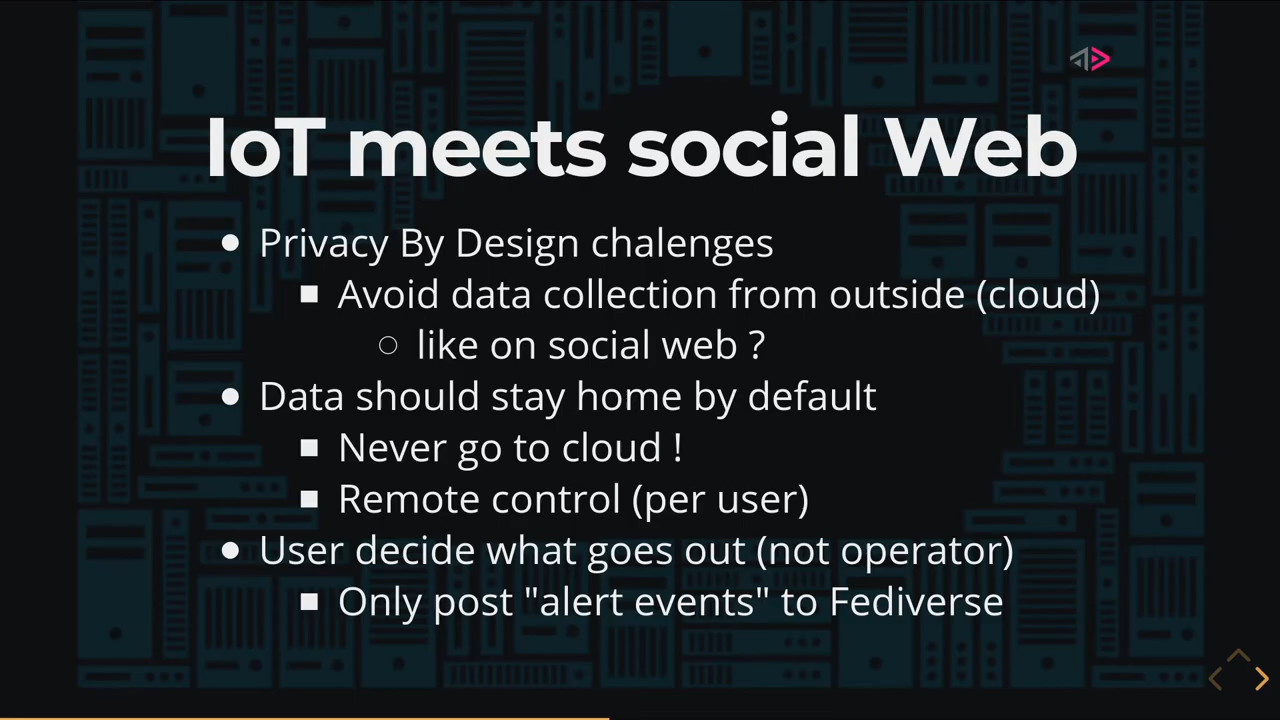 IoT meets social Web
Privacy By Design chalenges
Avoid data collection from outside (cloud)
like on social web ?
Data should stay home by default
Never go to cloud !
Remote control (per user)
User decide what goes out (not operator)
Only post "alert events" to Fediverse